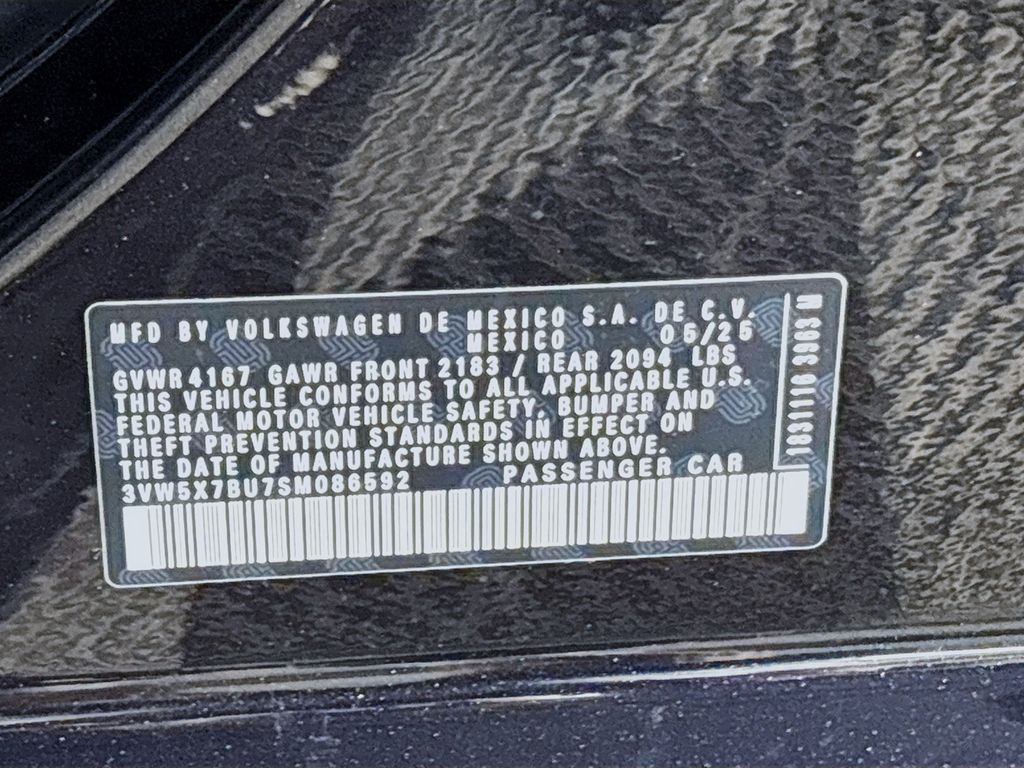 MFD BY VOLKSWAGEN DE MEXICO S.A. DE C.V.
MEXICO 05/25
GVWR 4167 GAWR FRONT 2183 / REAR 2094 LBS
THIS VEHICLE CONFORMS TO ALL APPLICABLE U.S.
FEDERAL MOTOR VEHICLE SAFETY, BUMPER AND
THEFT PREVENTION STANDARDS IN EFFECT ON
THE DATE OF MANUFACTURE SHOWN ABOVE.
3VW5X7BU7SM086592 PASSENGER CAR
1831116 3963 M